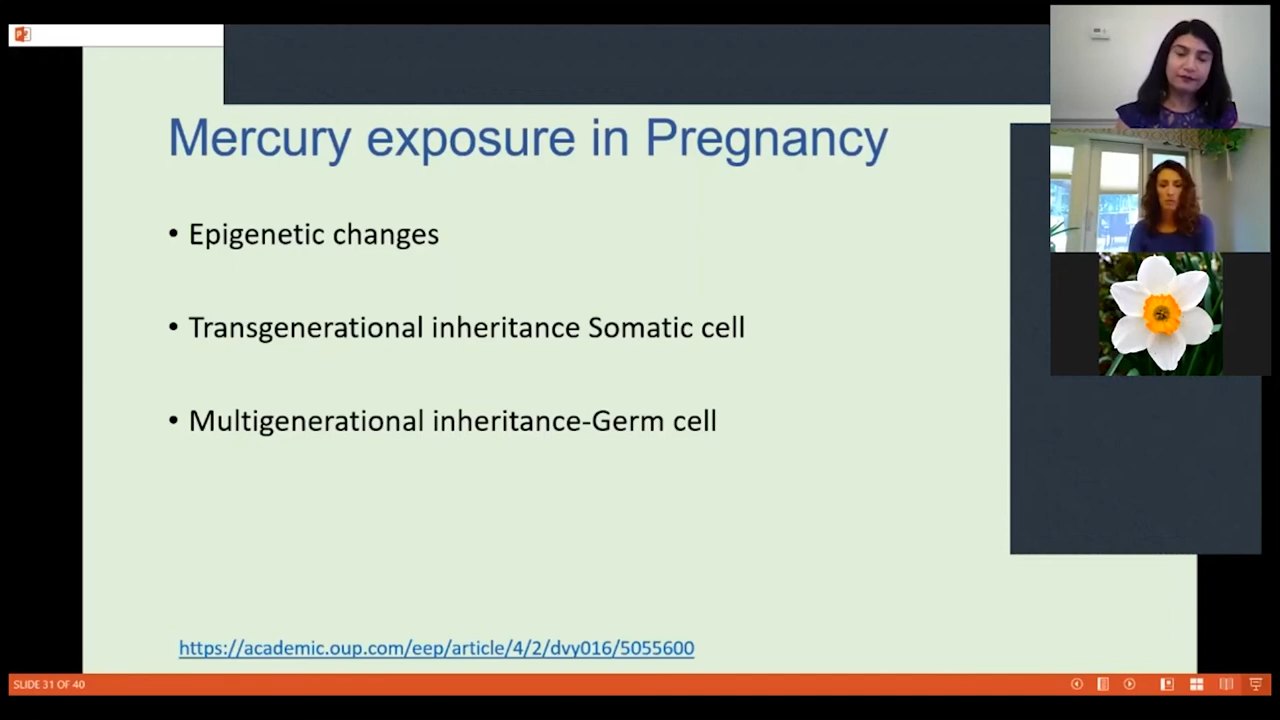 Mercury exposure in Pregnancy
• Epigenetic changes
• Transgenerational inheritance Somatic cell
• Multigenerational inheritance-Germ cell
https://academic.oup.com/eep/article/4/2/dvy016/5055600
SLIDE 31 OF 40